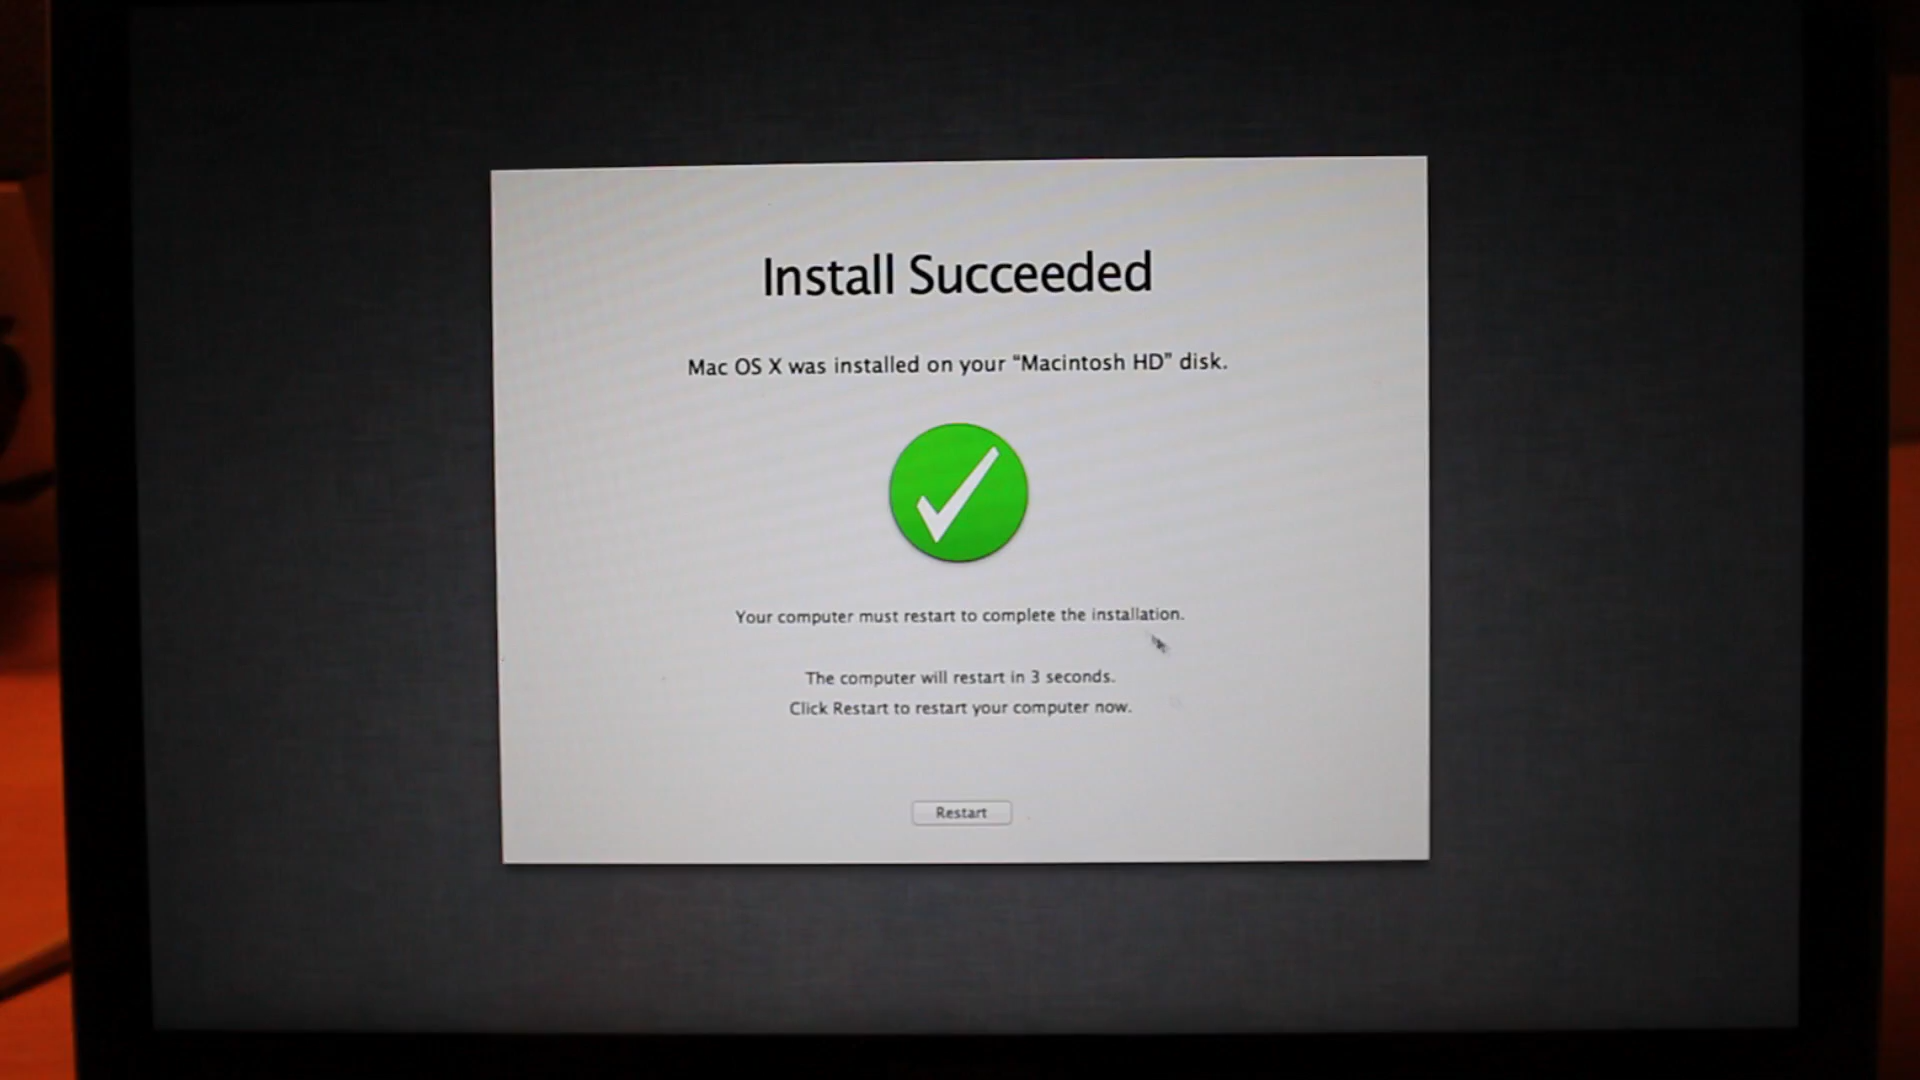 Install Succeeded
Mac OS X was installed on your “Macintosh HD” disk.
Your computer must restart to complete the installation.
The computer will restart in 3 seconds.
Click Restart to restart your computer now.
Restart